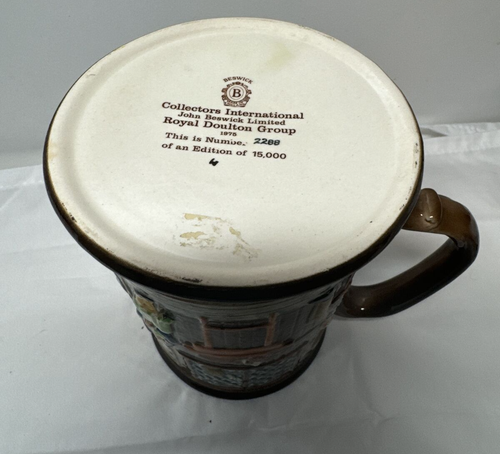 BESWICK
B
Collectors International
John Beswick Limited
Royal Doulton Group
1975
This is Number 2288
of an Edition of 15,000